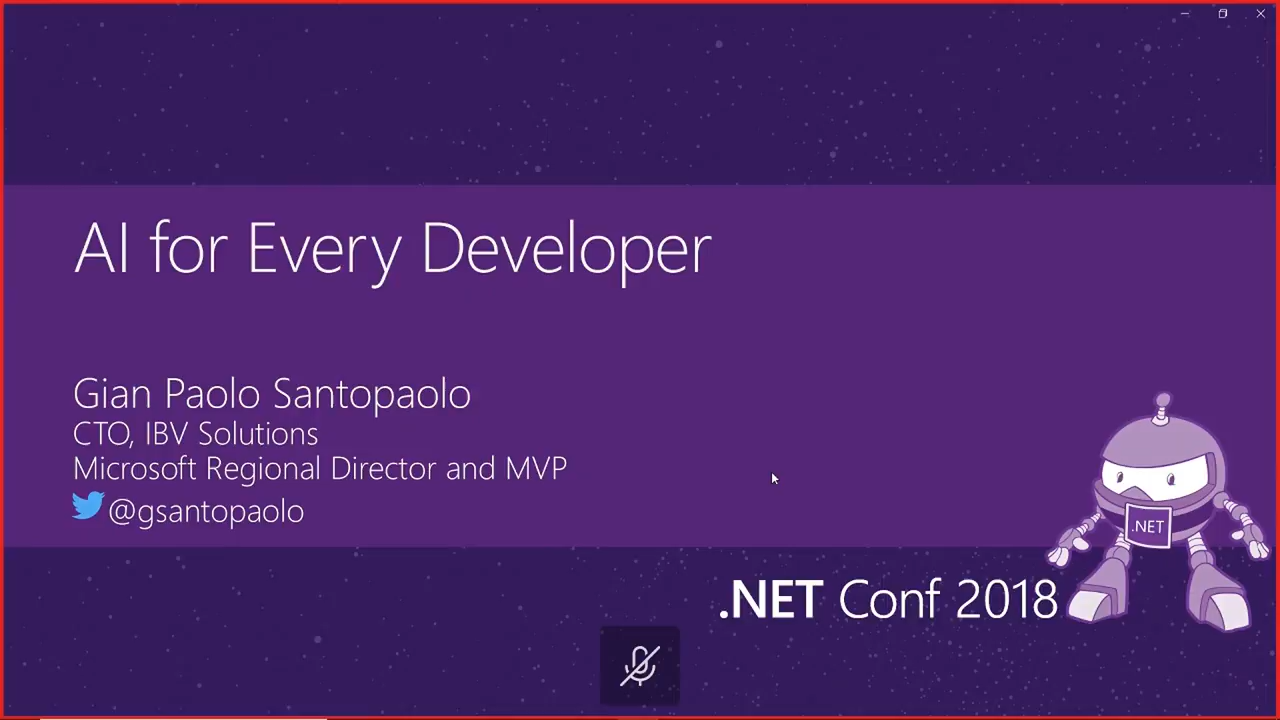 AI for Every Developer
Gian Paolo Santopaolo
CTO, IBV Solutions
Microsoft Regional Director and MVP
@gsantopaolo
.NET
.NET Conf 2018